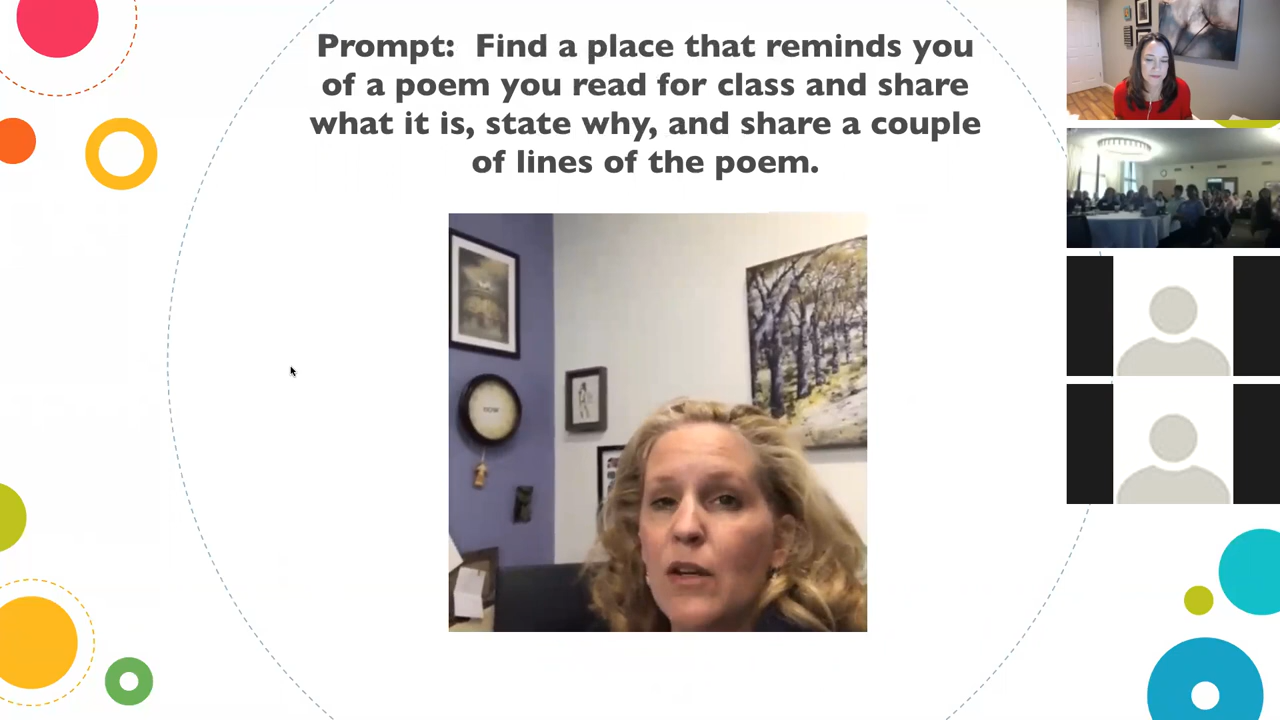 Prompt:  Find a place that reminds you
of a poem you read for class and share
what it is, state why, and share a couple
of lines of the poem.
NOW